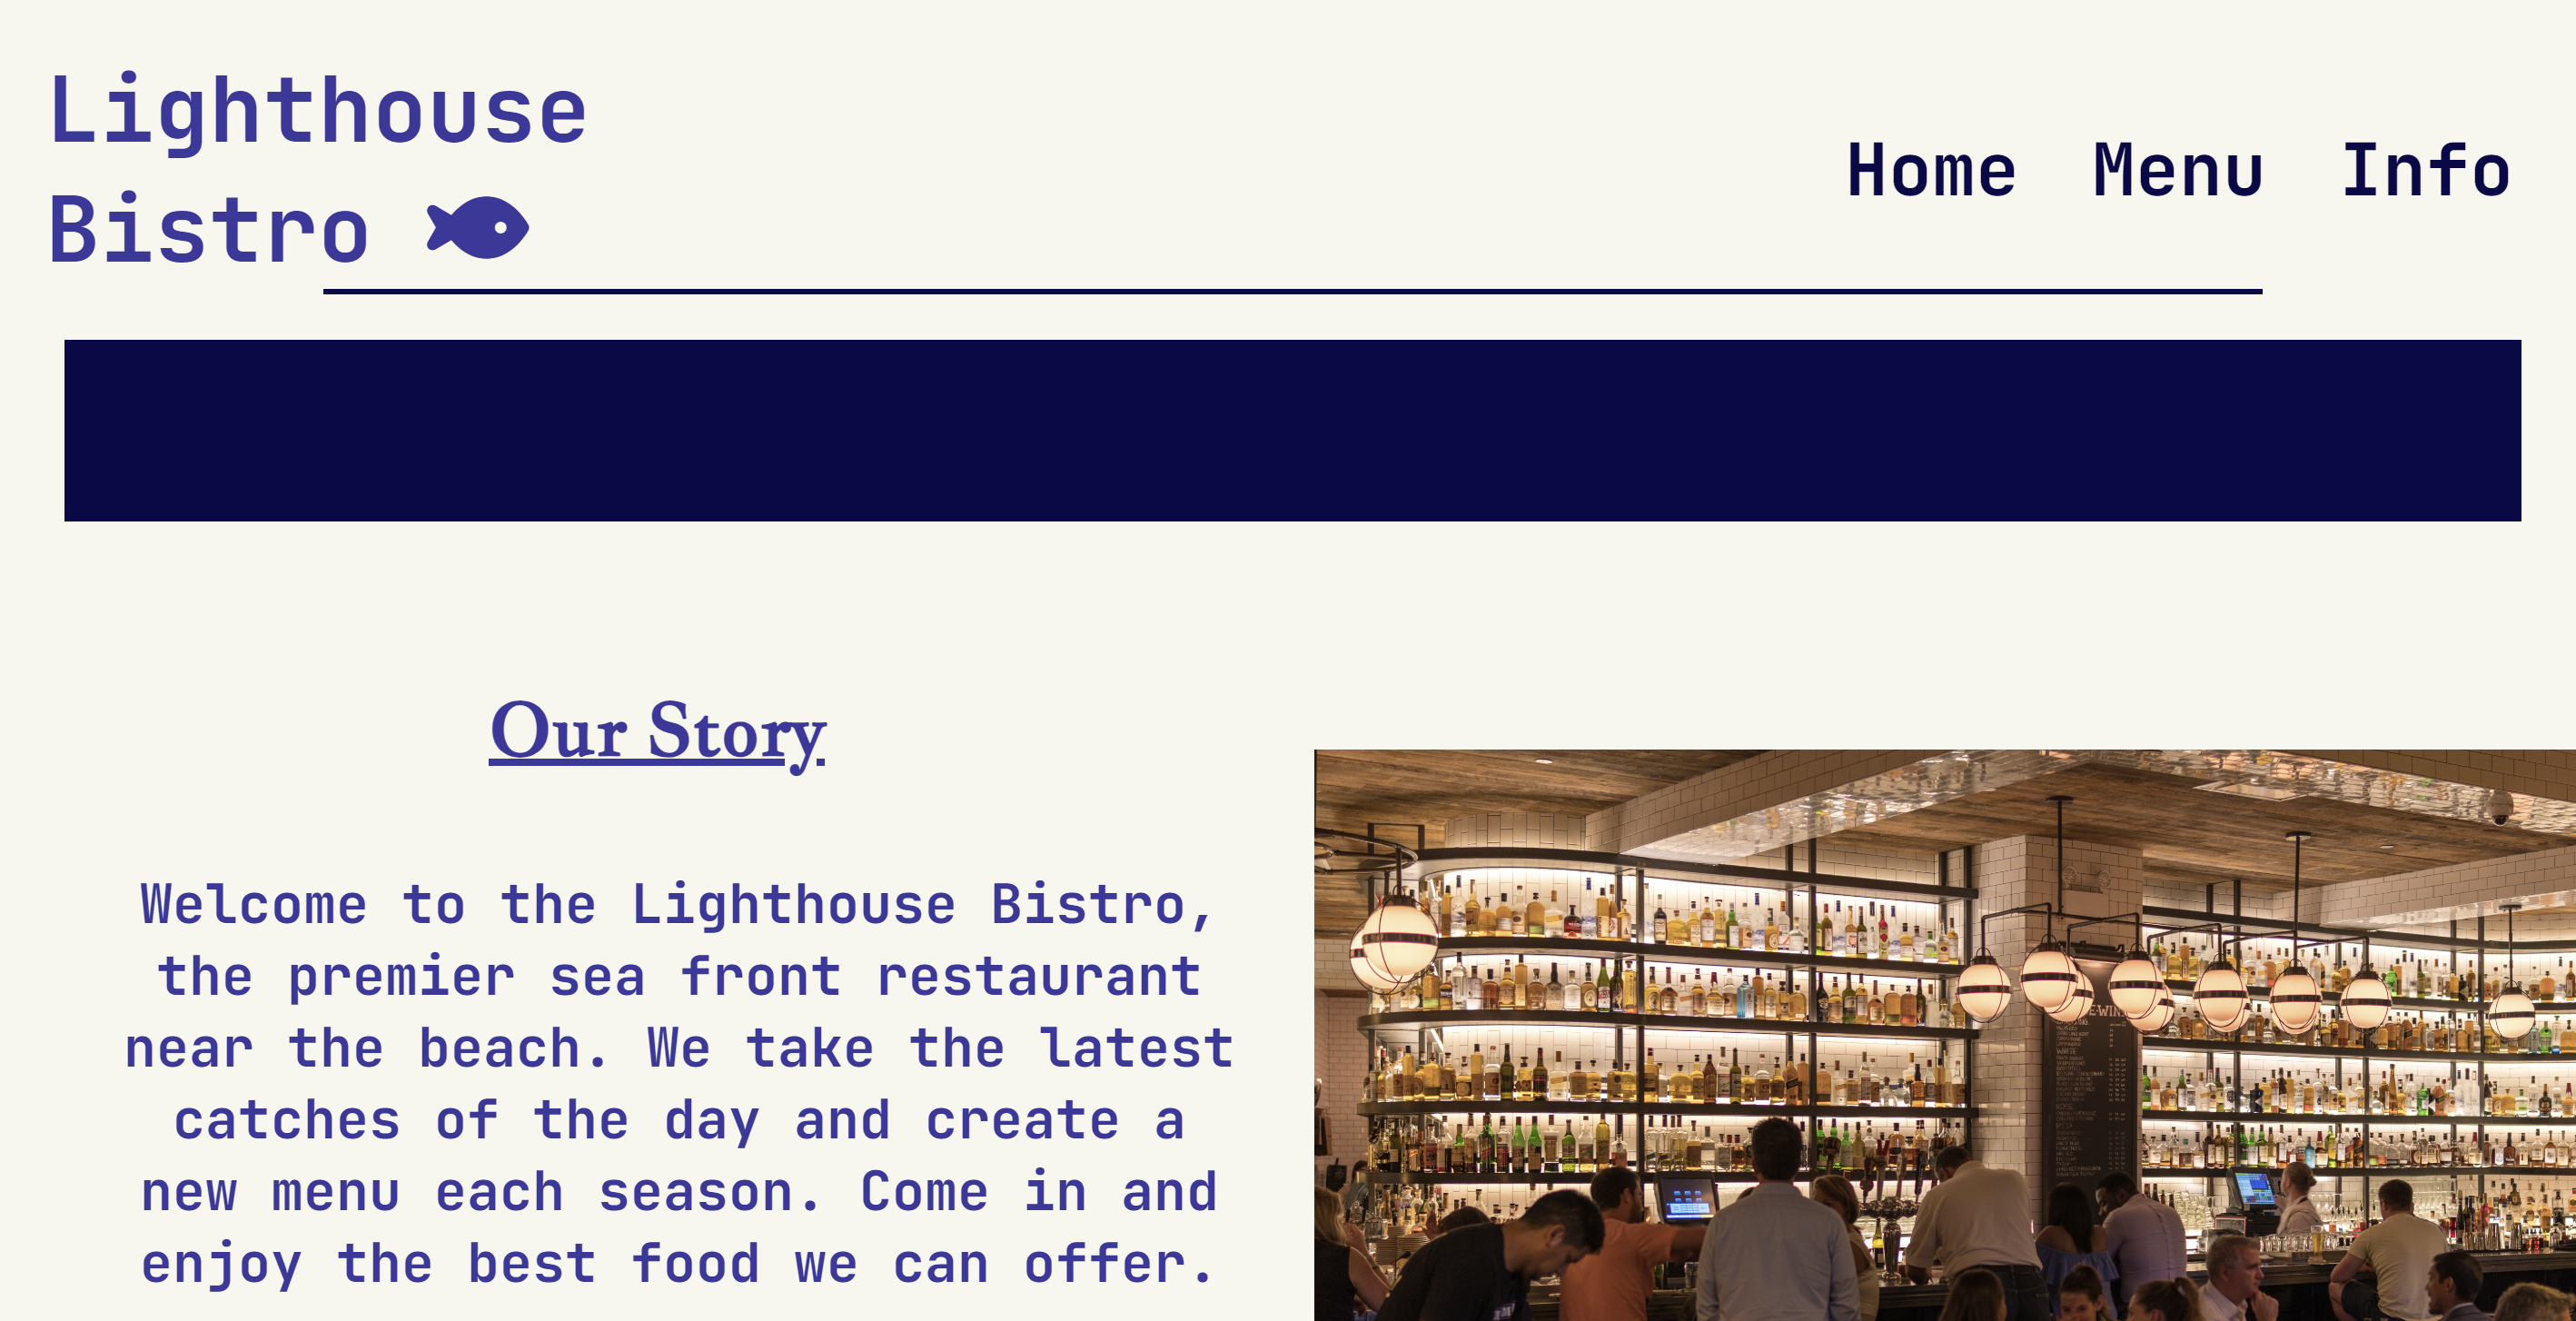 Lighthouse
Bistro
Home Menu Info
Our Story
Welcome to the Lighthouse Bistro,
the premier sea front restaurant
near the beach. We take the latest
catches of the day and create a
new menu each season. Come in and
enjoy the best food we can offer.
WHITE